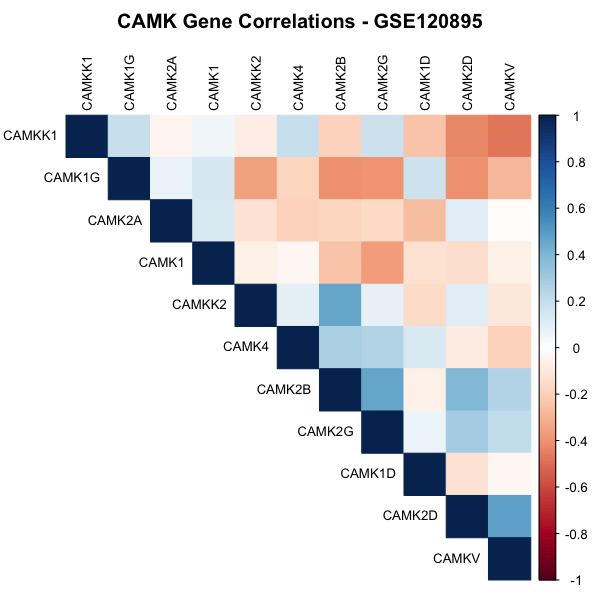 CAMK Gene Correlations - GSE120895
CAMKK1
CAMK1G
CAMK2A
CAMK1
CAMKK2
CAMK4
CAMK2B
CAMK2G
CAMK1D
CAMK2D
CAMKV
CAMKK1
CAMK1G
CAMK2A
CAMK1
CAMKK2
CAMK4
CAMK2B
CAMK2G
CAMK1D
CAMK2D
CAMKV
1
0.8
0.6
0.4
0.2
0
-0.2
-0.4
-0.6
-0.8
-1